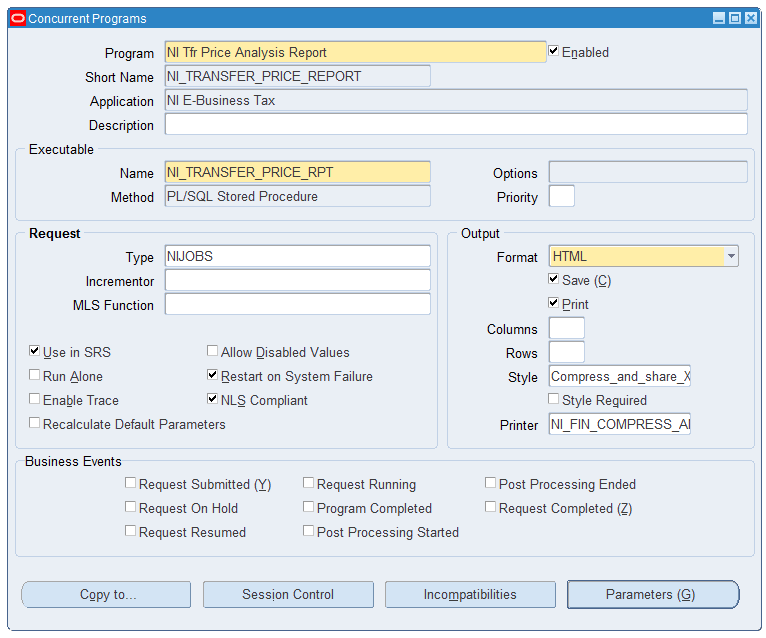 Concurrent Programs
Program NI Tfr Price Analysis Report Enabled
Short Name NI_TRANSFER_PRICE_REPORT
Application NI E-Business Tax
Description
Executable
Name NI_TRANSFER_PRICE_RPT Options
Method PL/SQL Stored Procedure Priority
Request Output
Type NIJOBS Format HTML
Incrementor Save (C)
MLS Function Print
Columns
Use in SRS Allow Disabled Values Rows
Run Alone Restart on System Failure Style Compress_and_share_X
Enable Trace NLS Compliant Style Required
Recalculate Default Parameters Printer NI_FIN_COMPRESS_A
Business Events
Request Submitted (Y) Request Running Post Processing Ended
Request On Hold Program Completed Request Completed (Z)
Request Resumed Post Processing Started
Copy to... Session Control Incompatibilities Parameters (G)